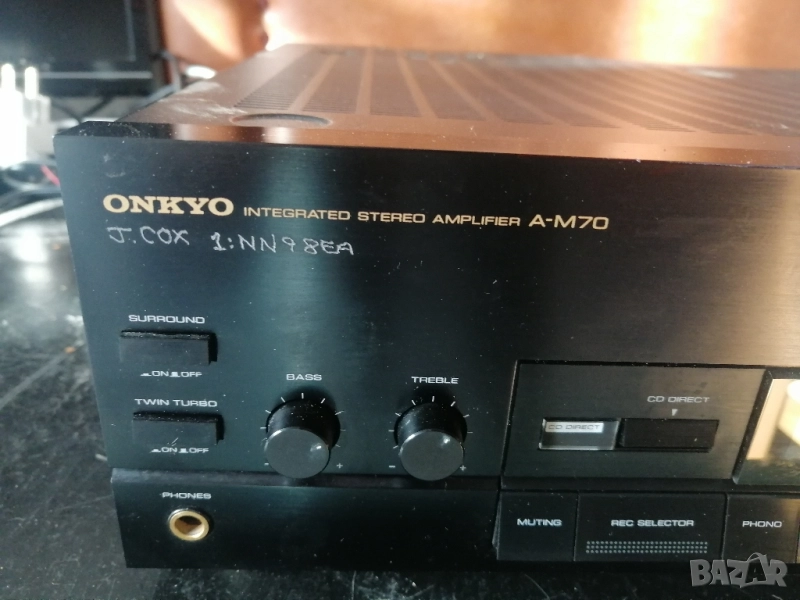 ONKYO INTEGRATED STEREO AMPLIFIER A-M70
J.COX 1:NN98EA
SURROUND
ON OFF
BASS
TREBLE
TWIN TURBO
ON OFF
- +
- +
CD DIRECT
CD DIRECT
PHONES
MUTING
REC SELECTOR
PHONO
BAZAR